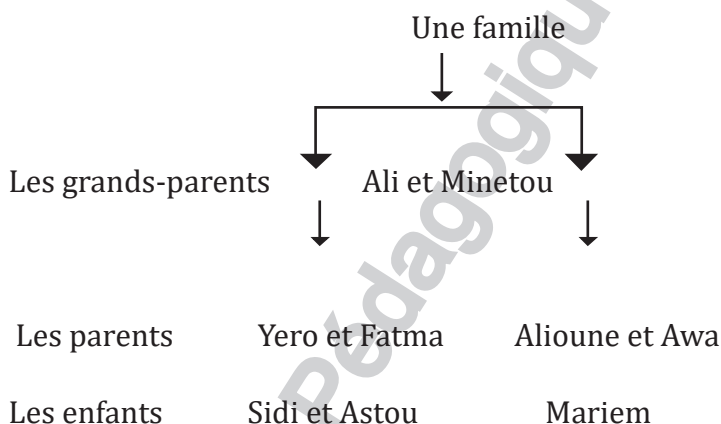 Une famille
Les grands-parents Ali et Minetou
Les parents Yero et Fatma Alioune et Awa
Les enfants Sidi et Astou Mariem
Pédagogiqu